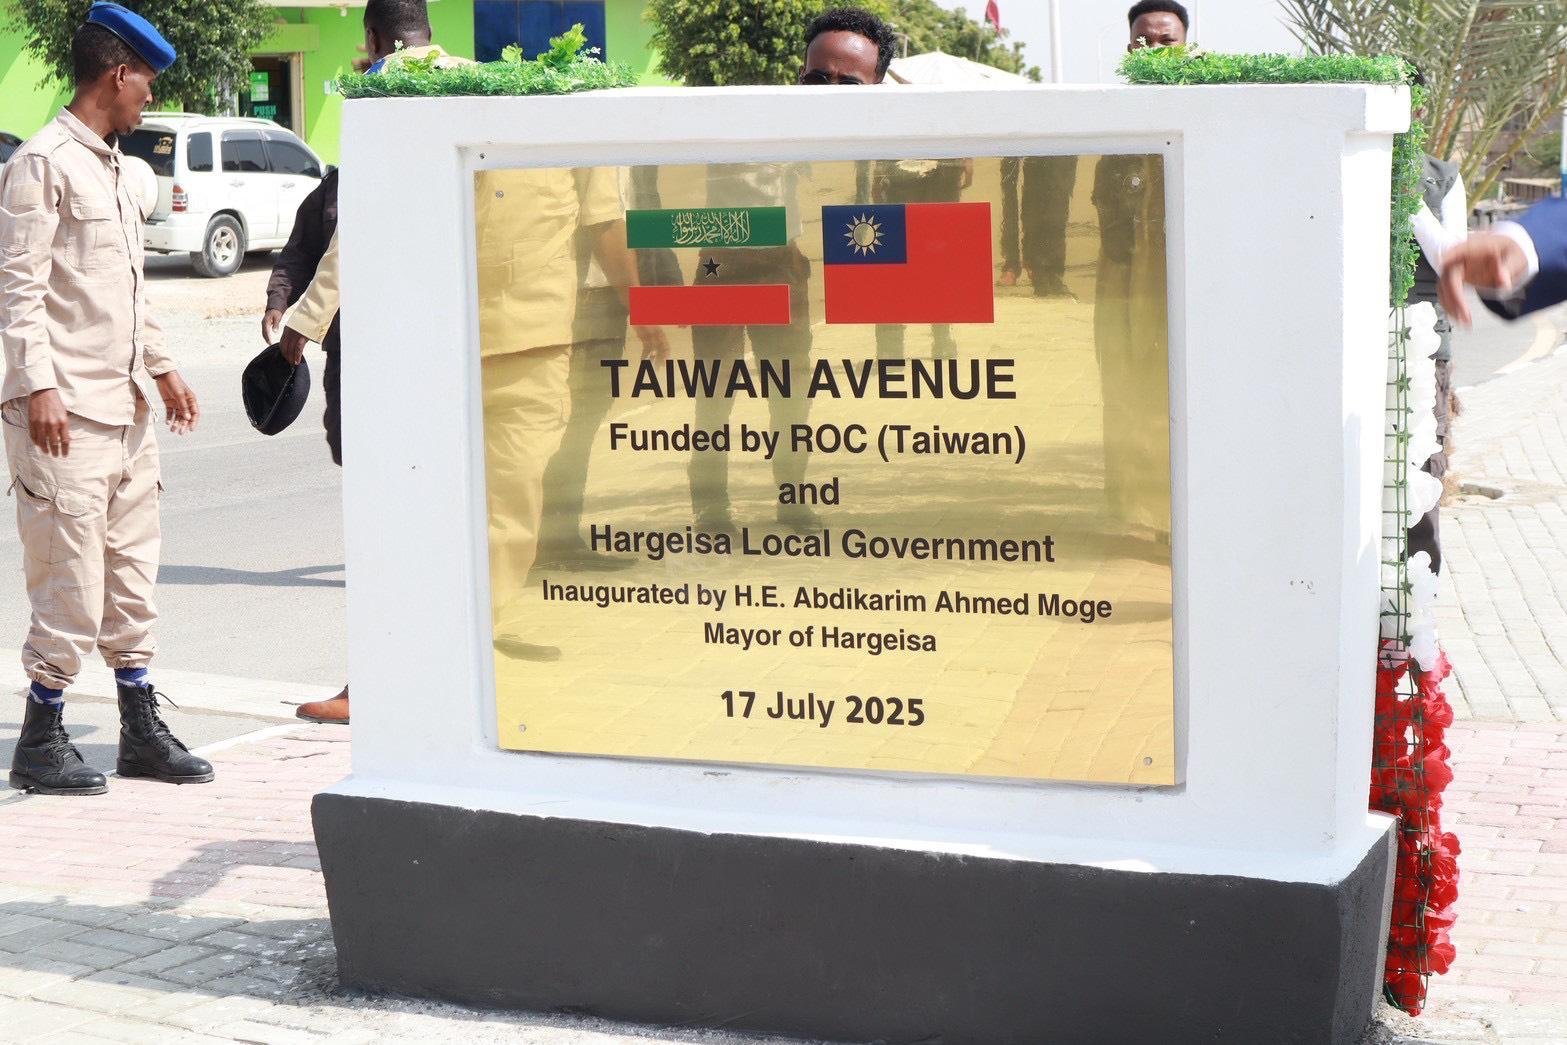 PUSH
لا إله إلا الله محمد رسول الله
TAIWAN AVENUE
Funded by ROC (Taiwan)
and
Hargeisa Local Government
Inaugurated by H.E. Abdikarim Ahmed Moge
Mayor of Hargeisa
17 July 2025